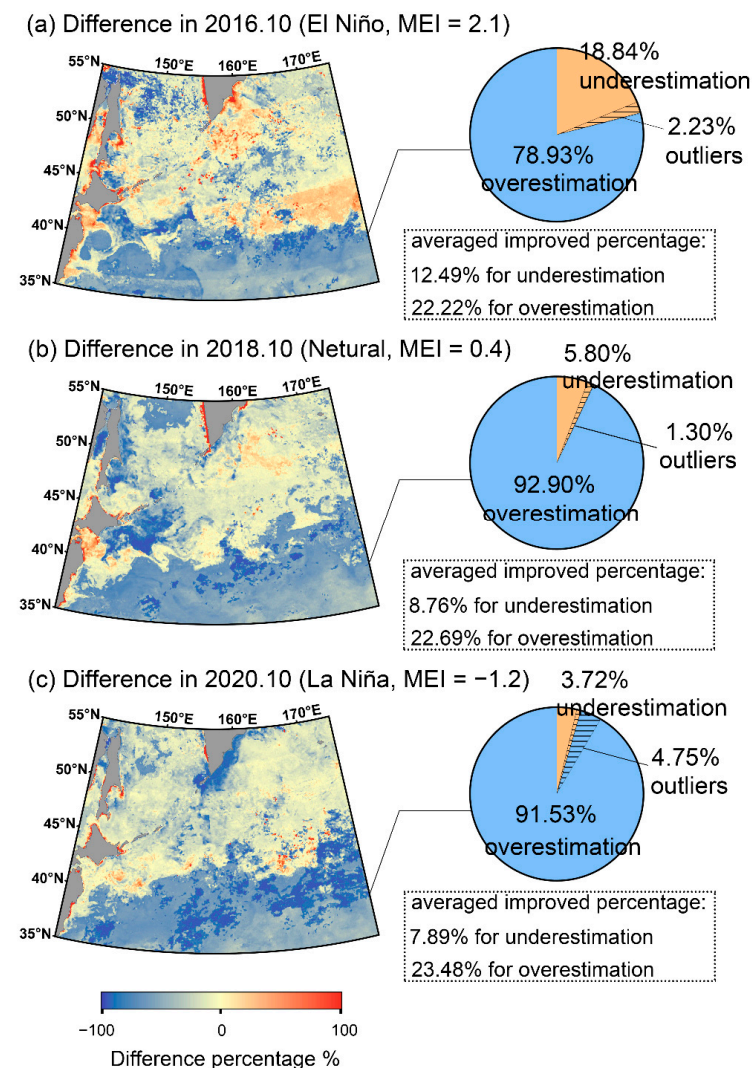 (a) Difference in 2016.10 (El Niño, MEI = 2.1)
150°E 160°E 170°E
55°N
50°N
45°N
40°N
35°N
18.84%
underestimation
2.23%
outliers
78.93%
overestimation
averaged improved percentage:
12.49% for underestimation
22.22% for overestimation
(b) Difference in 2018.10 (Netural, MEI = 0.4)
150°E 160°E 170°E
55°N
50°N
45°N
40°N
35°N
5.80%
underestimation
1.30%
outliers
92.90%
overestimation
averaged improved percentage:
8.76% for underestimation
22.69% for overestimation
(c) Difference in 2020.10 (La Niña, MEI = −1.2)
150°E 160°E 170°E
55°N
50°N
45°N
40°N
35°N
3.72%
underestimation
4.75%
outliers
91.53%
overestimation
averaged improved percentage:
7.89% for underestimation
23.48% for overestimation
−100 0 100
Difference percentage %